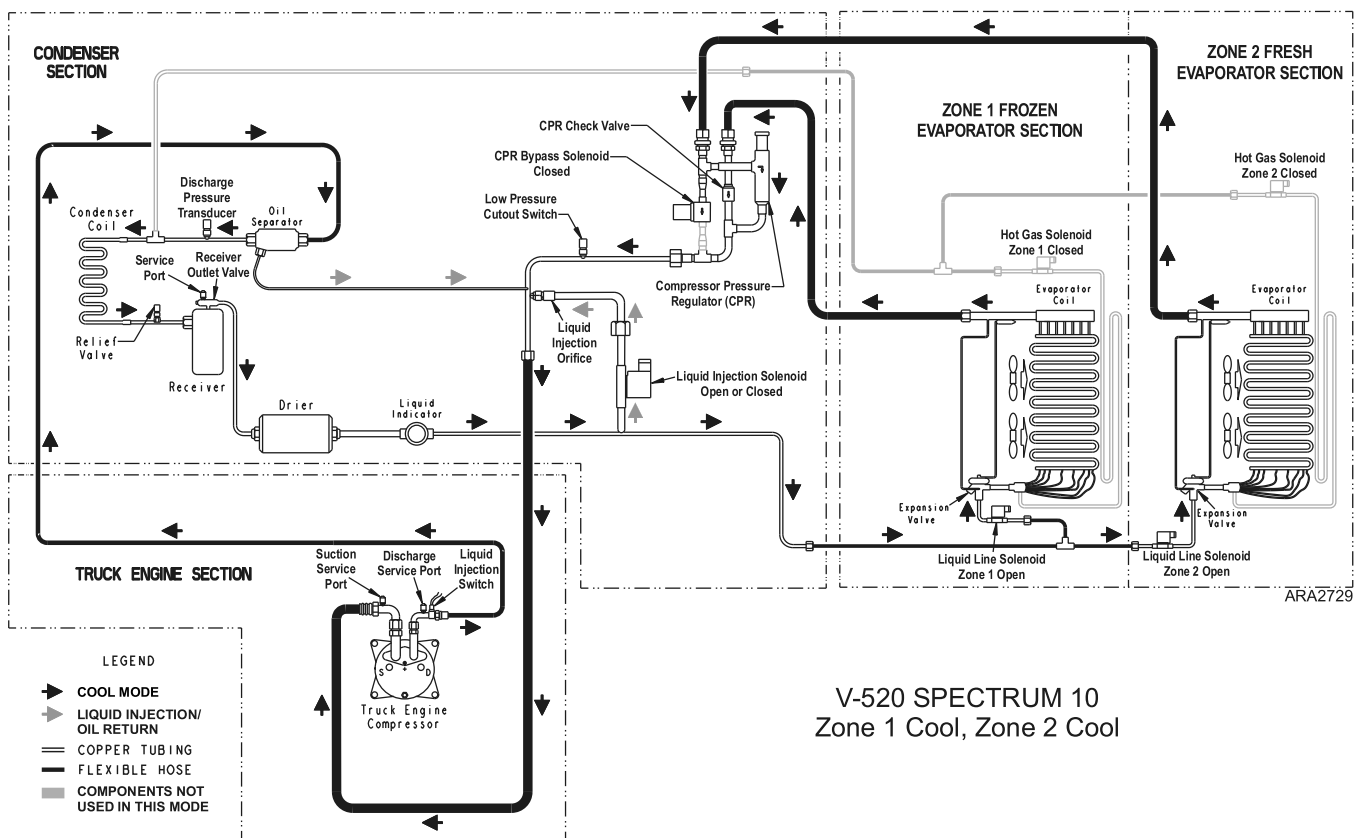 CONDENSER
SECTION
ZONE 2 FRESH
EVAPORATOR SECTION
ZONE 1 FROZEN
EVAPORATOR SECTION
CPR Check Valve
CPR Bypass Solenoid
Closed
Low Pressure
Cutout Switch
Hot Gas Solenoid
Zone 2 Closed
Discharge
Pressure
Transducer
Condenser
Coil
Oil
Separator
Hot Gas Solenoid
Zone 1 Closed
Service
Port
Receiver
Outlet Valve
Compressor Pressure
Regulator (CPR)
Evaporator
Coil
Evaporator
Coil
Relief
Valve
Liquid
Injection
Orifice
Receiver
Liquid Injection Solenoid
Open or Closed
Drier
Liquid
Indicator
Expansion
Valve
Expansion
Valve
Liquid Line Solenoid
Zone 1 Open
Liquid Line Solenoid
Zone 2 Open
TRUCK ENGINE SECTION
Suction
Service
Port
Discharge
Service Port
Liquid
Injection
Switch
ARA2729
S
D
Truck Engine
Compressor
LEGEND
COOL MODE
LIQUID INJECTION/
OIL RETURN
COPPER TUBING
FLEXIBLE HOSE
COMPONENTS NOT
USED IN THIS MODE
V-520 SPECTRUM 10
Zone 1 Cool, Zone 2 Cool